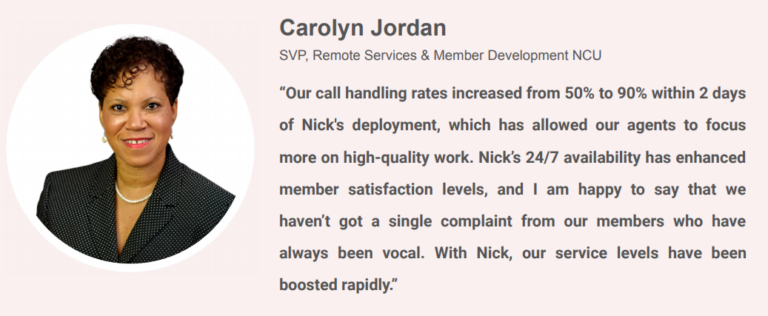 Carolyn Jordan
SVP, Remote Services & Member Development NCU
“Our call handling rates increased from 50% to 90% within 2 days
of Nick's deployment, which has allowed our agents to focus
more on high-quality work. Nick’s 24/7 availability has enhanced
member satisfaction levels, and I am happy to say that we
haven’t got a single complaint from our members who have
always been vocal. With Nick, our service levels have been
boosted rapidly.”